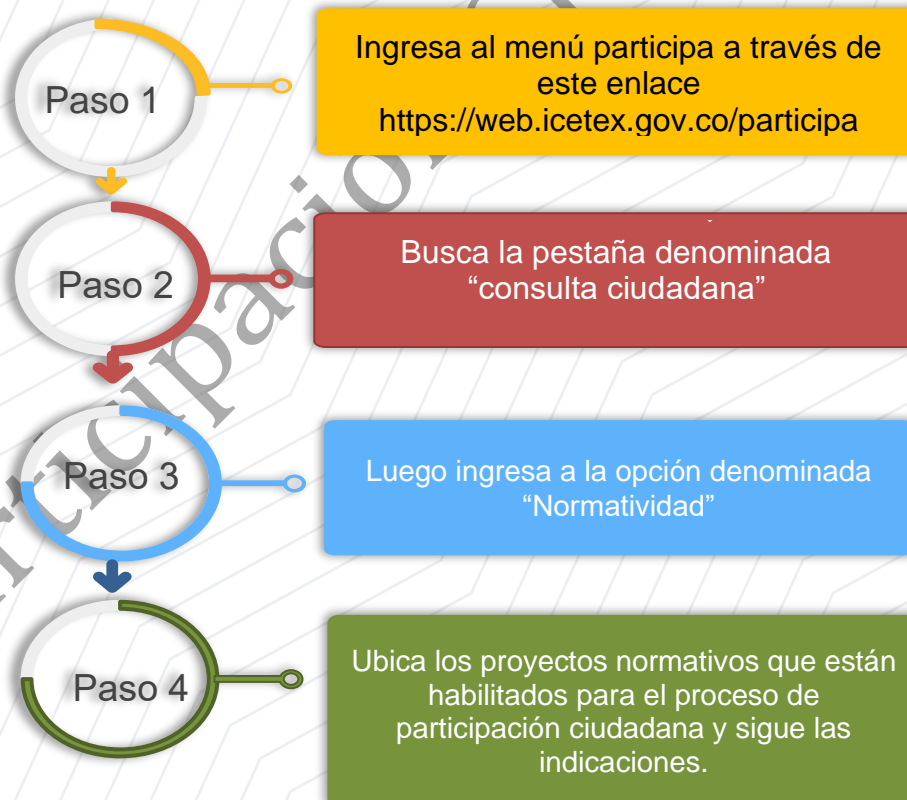 Paso 1
Ingresa al menú participa a través de
este enlace
https://web.icetex.gov.co/participa
Paso 2
Busca la pestaña denominada
“consulta ciudadana”
Paso 3
Luego ingresa a la opción denominada
“Normatividad”
Paso 4
Ubica los proyectos normativos que están
habilitados para el proceso de
participación ciudadana y sigue las
indicaciones.